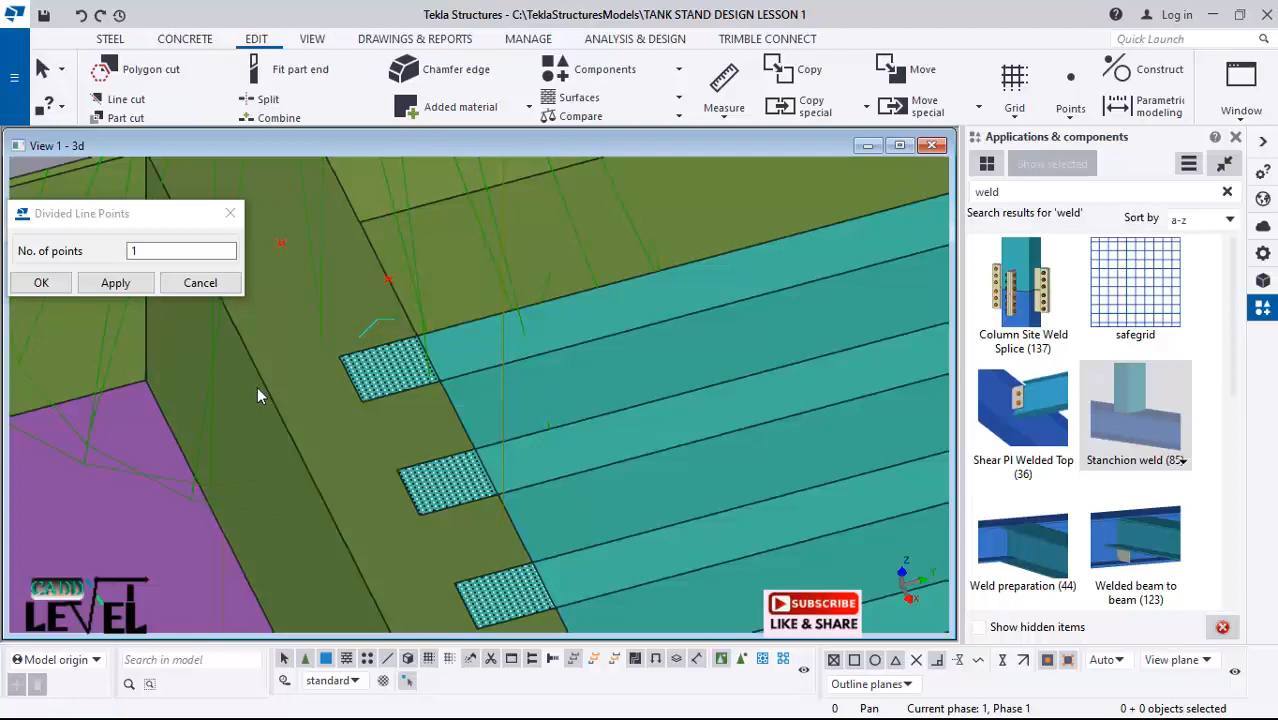 Tekla Structures - C:\TeklaStructuresModels\TANK STAND DESIGN LESSON 1
Log in
STEEL
CONCRETE
EDIT
VIEW
DRAWINGS & REPORTS
MANAGE
ANALYSIS & DESIGN
TRIMBLE CONNECT
Quick Launch
Polygon cut
Line cut
Part cut
Fit part end
Split
Combine
Chamfer edge
Added material
Components
Surfaces
Compare
Measure
Copy
Copy
special
Move
Move
special
Grid
Points
Construct
Parametric
modeling
Window
View 1 - 3d
Divided Line Points
No. of points
1
OK
Apply
Cancel
Applications & components
Show selected
weld
Search results for 'weld'
Sort by
a-z
Column Site Weld
Splice (137)
safegrid
Shear Pl Welded Top
(36)
Stanchion weld (85)
Weld preparation (44)
Welded beam to
beam (123)
Show hidden items
Z
Y
X
CADD
LEVEL
SUBSCRIBE
LIKE & SHARE
Model origin
Search in model
standard
Auto
View plane
Outline planes
0
Pan
Current phase: 1, Phase 1
0 + 0 objects selected